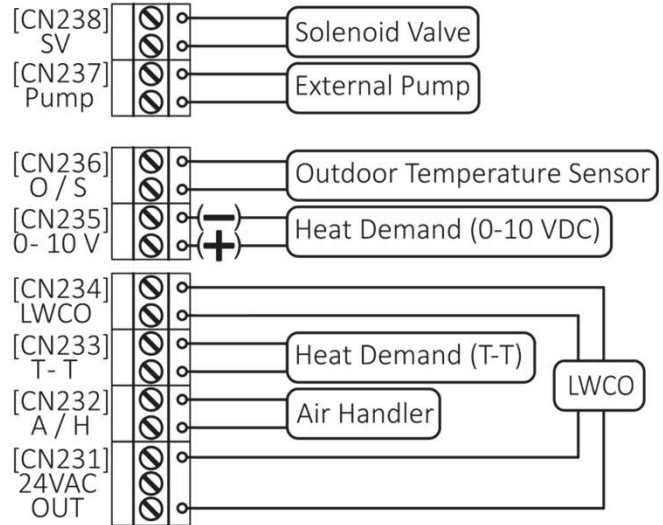 [CN238]
SV
Solenoid Valve
[CN237]
Pump
External Pump
[CN236]
O / S
Outdoor Temperature Sensor
[CN235]
0- 10 V
(−)
(+)
Heat Demand (0-10 VDC)
[CN234]
LWCO
[CN233]
T- T
Heat Demand (T-T)
LWCO
[CN232]
A / H
Air Handler
[CN231]
24VAC
OUT